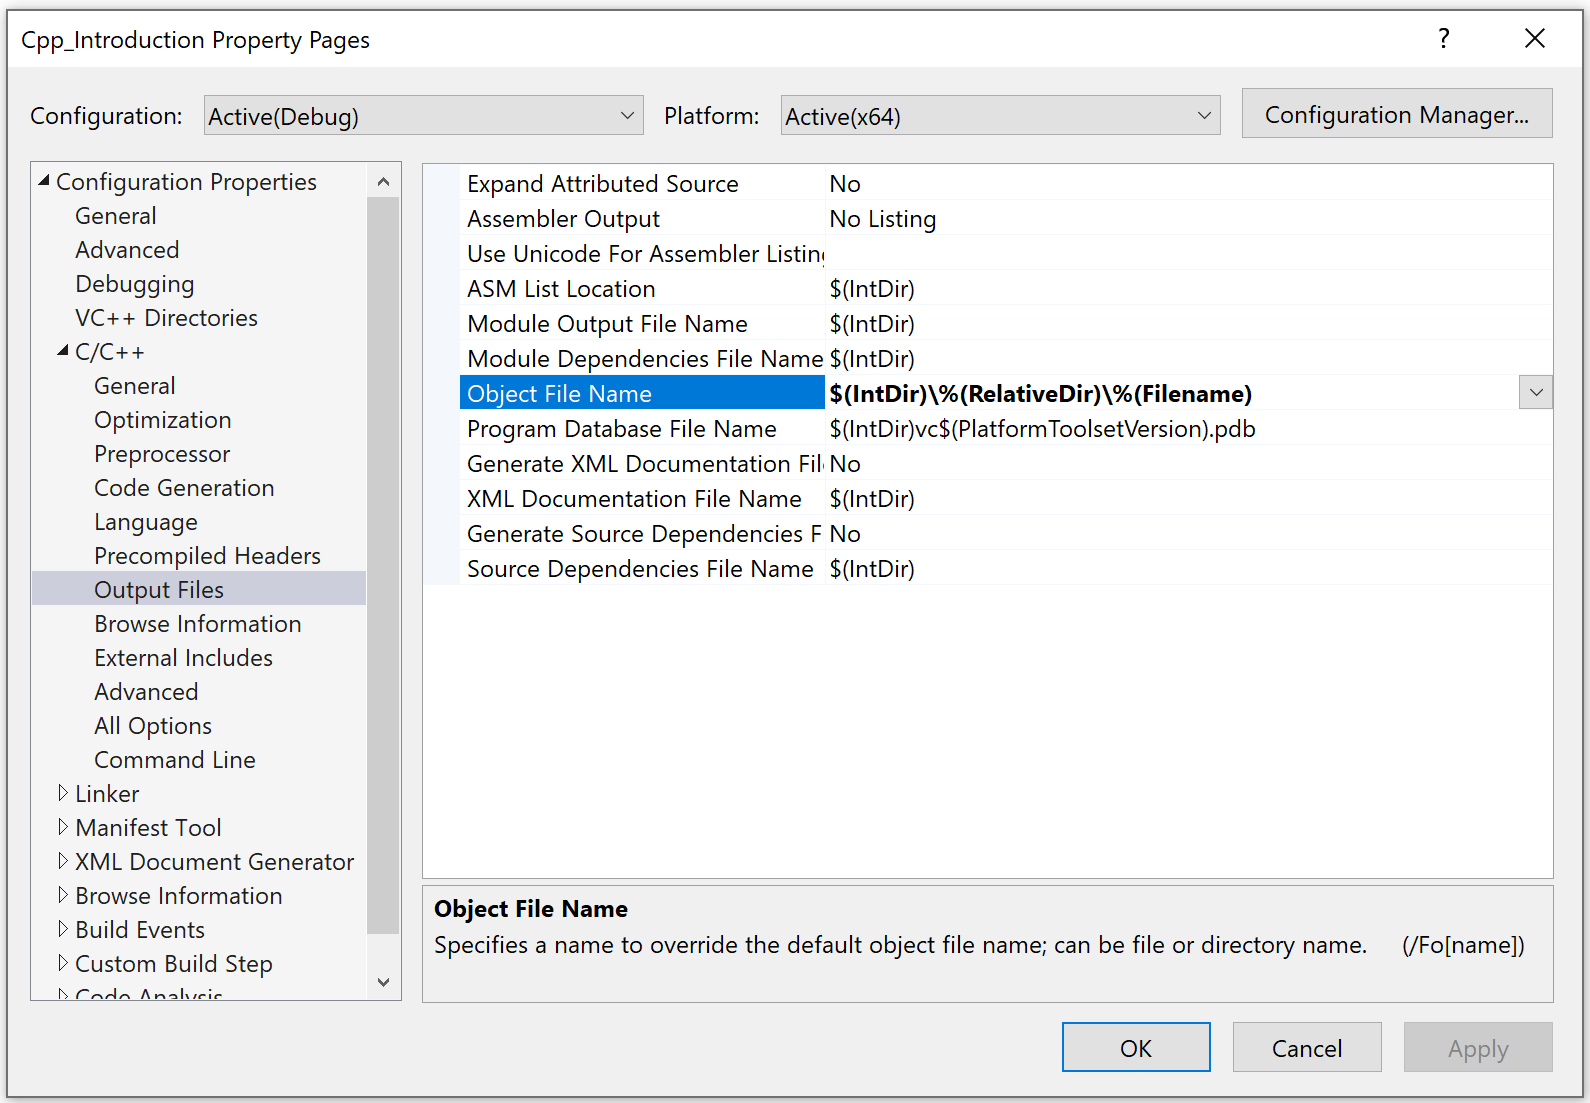 Cpp_Introduction Property Pages
?
Configuration: Active(Debug) Platform: Active(x64) Configuration Manager...
Configuration Properties
General
Advanced
Debugging
VC++ Directories
C/C++
General
Optimization
Preprocessor
Code Generation
Language
Precompiled Headers
Output Files
Browse Information
External Includes
Advanced
All Options
Command Line
Linker
Manifest Tool
XML Document Generator
Browse Information
Build Events
Custom Build Step
Code Analysis
Expand Attributed Source No
Assembler Output No Listing
Use Unicode For Assembler Listing
ASM List Location $(IntDir)
Module Output File Name $(IntDir)
Module Dependencies File Name $(IntDir)
Object File Name $(IntDir)\%(RelativeDir)\%(Filename)
Program Database File Name $(IntDir)vc$(PlatformToolsetVersion).pdb
Generate XML Documentation Fil No
XML Documentation File Name $(IntDir)
Generate Source Dependencies F No
Source Dependencies File Name $(IntDir)
Object File Name
Specifies a name to override the default object file name; can be file or directory name. (/Fo[name])
OK Cancel Apply